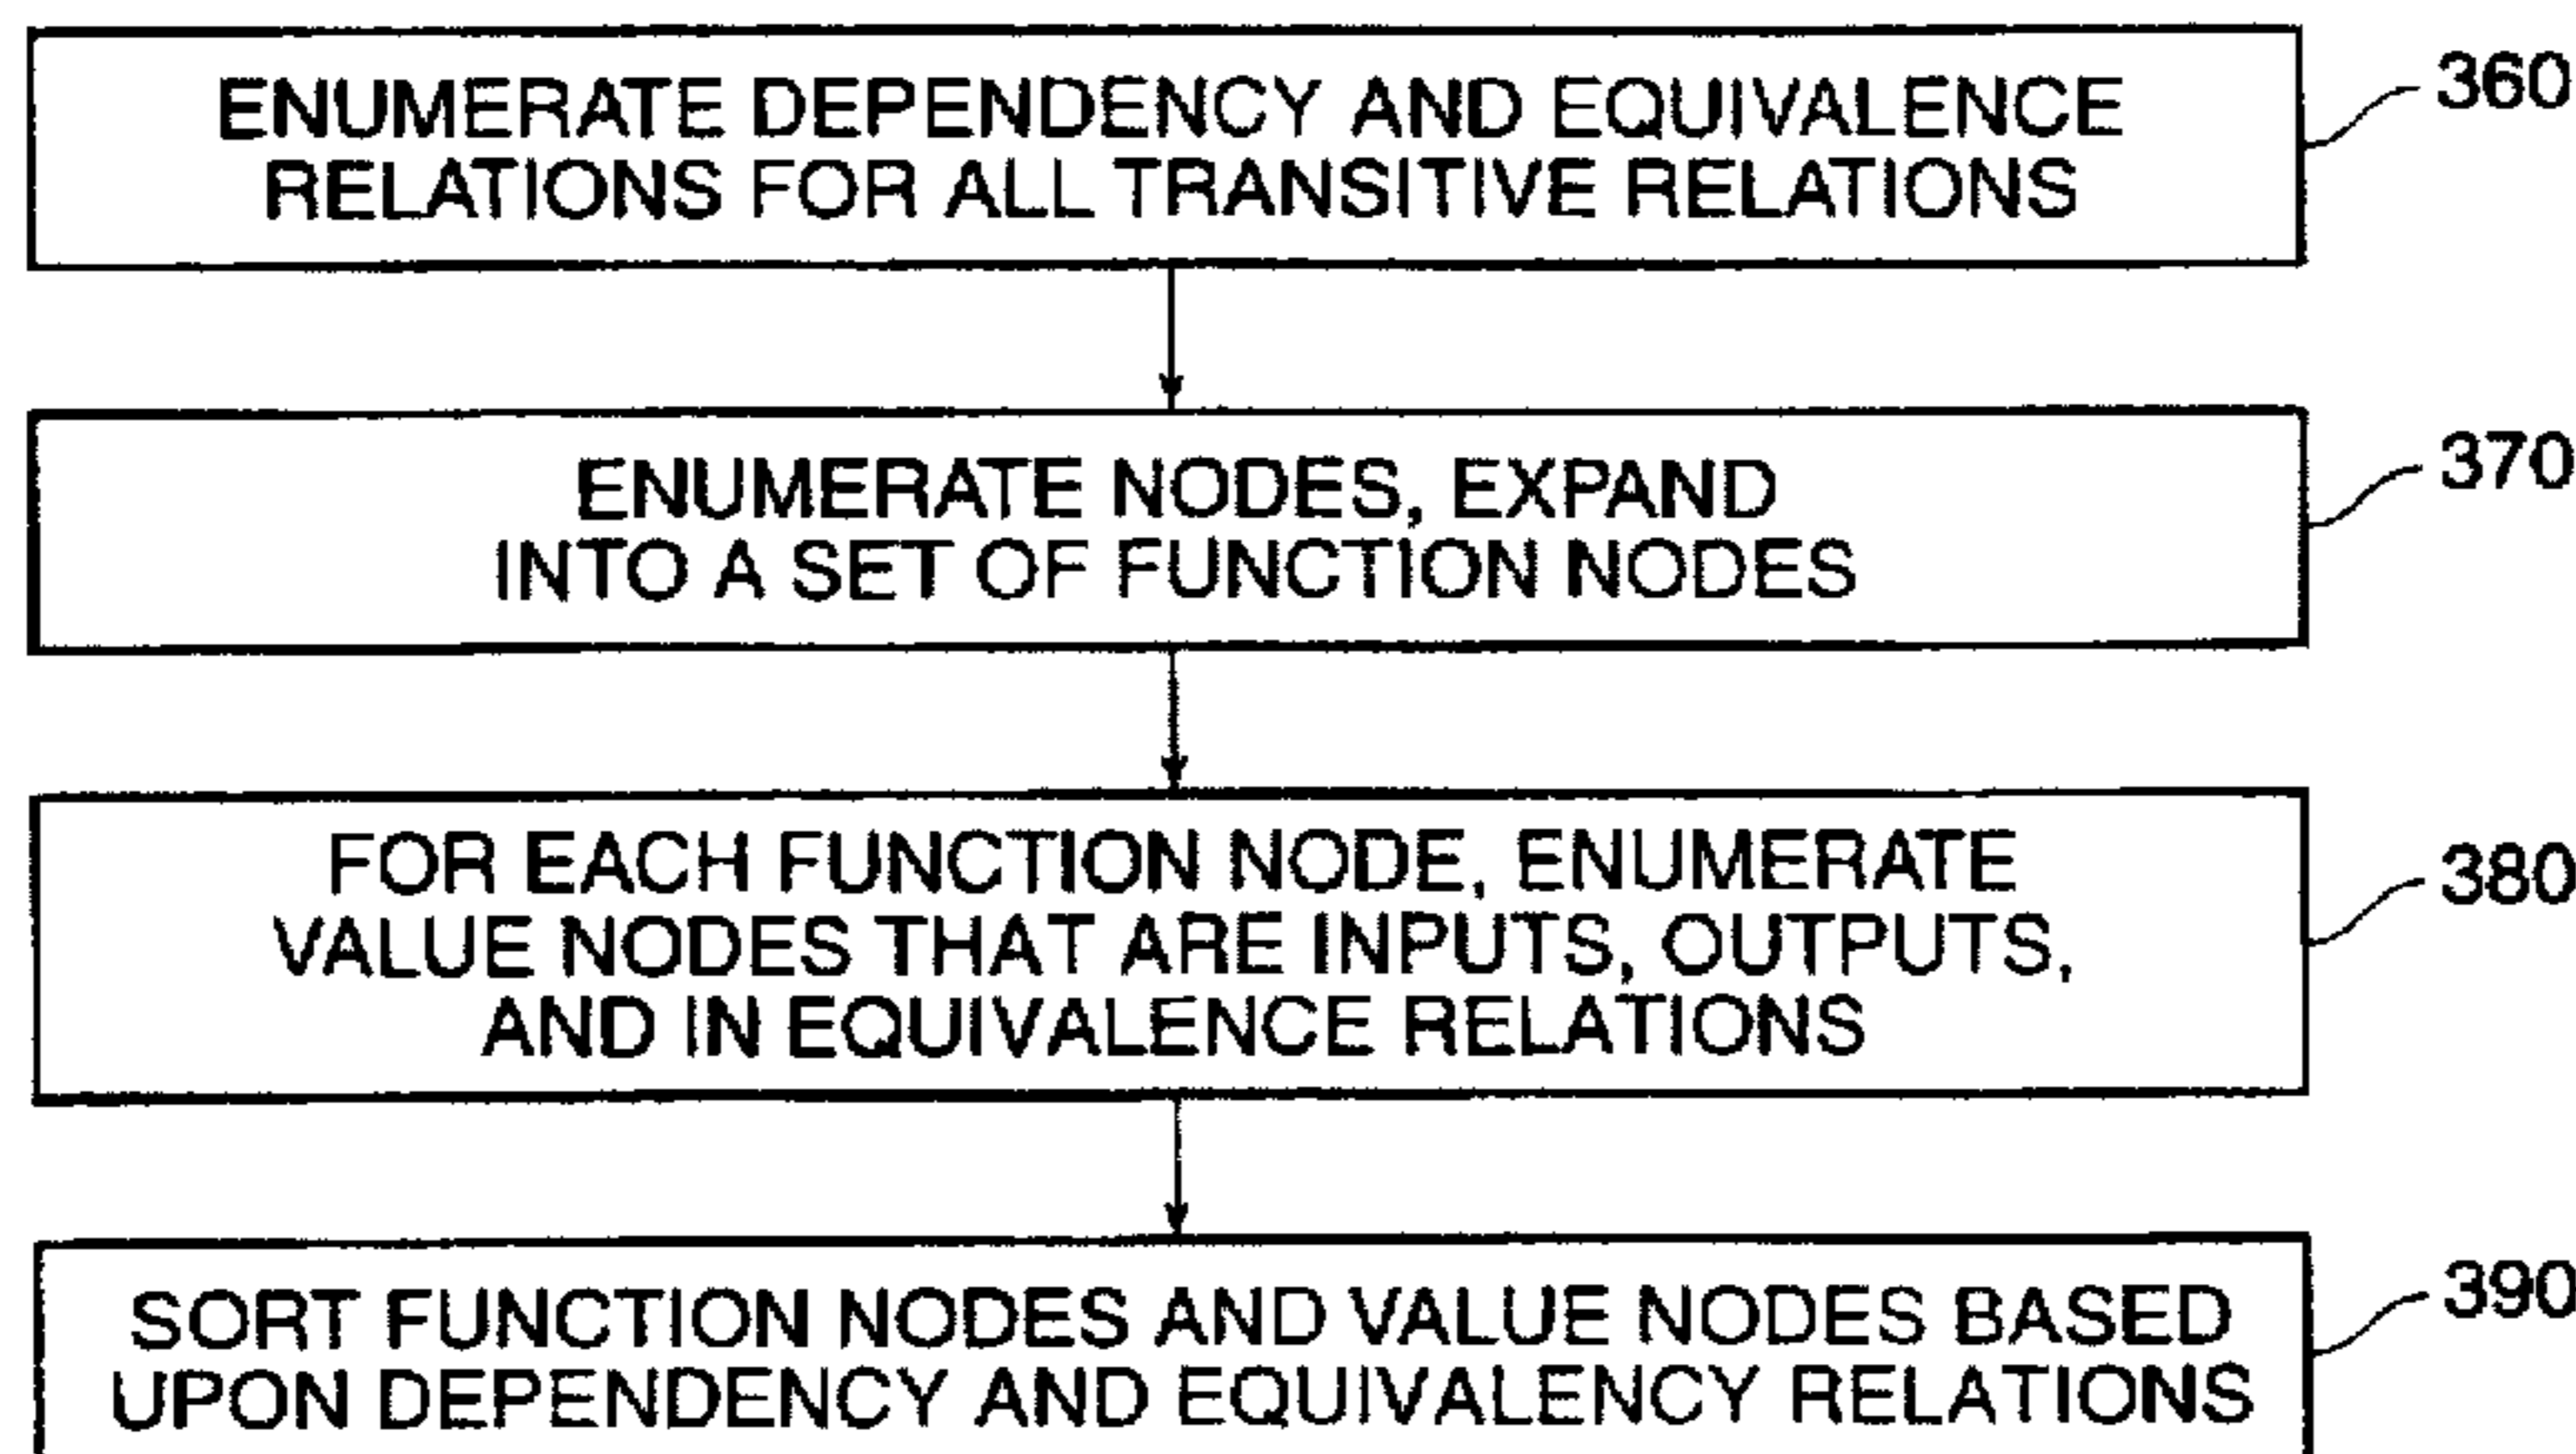 ENUMERATE DEPENDENCY AND EQUIVALENCE
RELATIONS FOR ALL TRANSITIVE RELATIONS
360
ENUMERATE NODES, EXPAND
INTO A SET OF FUNCTION NODES
370
FOR EACH FUNCTION NODE, ENUMERATE
VALUE NODES THAT ARE INPUTS, OUTPUTS,
AND IN EQUIVALENCE RELATIONS
380
SORT FUNCTION NODES AND VALUE NODES BASED
UPON DEPENDENCY AND EQUIVALENCY RELATIONS
390